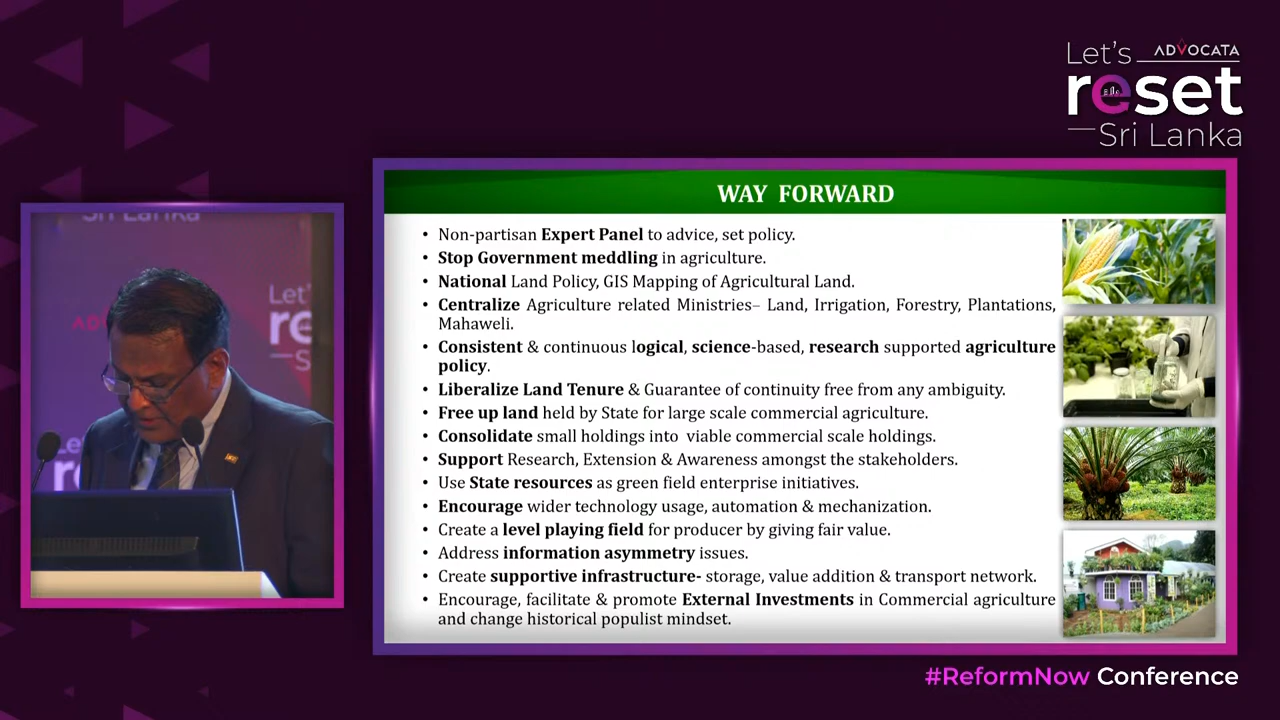 Let's ADVOCATA
reset
Sri Lanka
WAY FORWARD
• Non-partisan Expert Panel to advice, set policy.
• Stop Government meddling in agriculture.
• National Land Policy, GIS Mapping of Agricultural Land.
• Centralize Agriculture related Ministries– Land, Irrigation, Forestry, Plantations,
Mahaweli.
• Consistent & continuous logical, science-based, research supported agriculture
policy.
• Liberalize Land Tenure & Guarantee of continuity free from any ambiguity.
• Free up land held by State for large scale commercial agriculture.
• Consolidate small holdings into viable commercial scale holdings.
• Support Research, Extension & Awareness amongst the stakeholders.
• Use State resources as green field enterprise initiatives.
• Encourage wider technology usage, automation & mechanization.
• Create a level playing field for producer by giving fair value.
• Address information asymmetry issues.
• Create supportive infrastructure- storage, value addition & transport network.
• Encourage, facilitate & promote External Investments in Commercial agriculture
and change historical populist mindset.
Sri Lanka
Let'
AD
re
S
Le
re
#ReformNow Conference